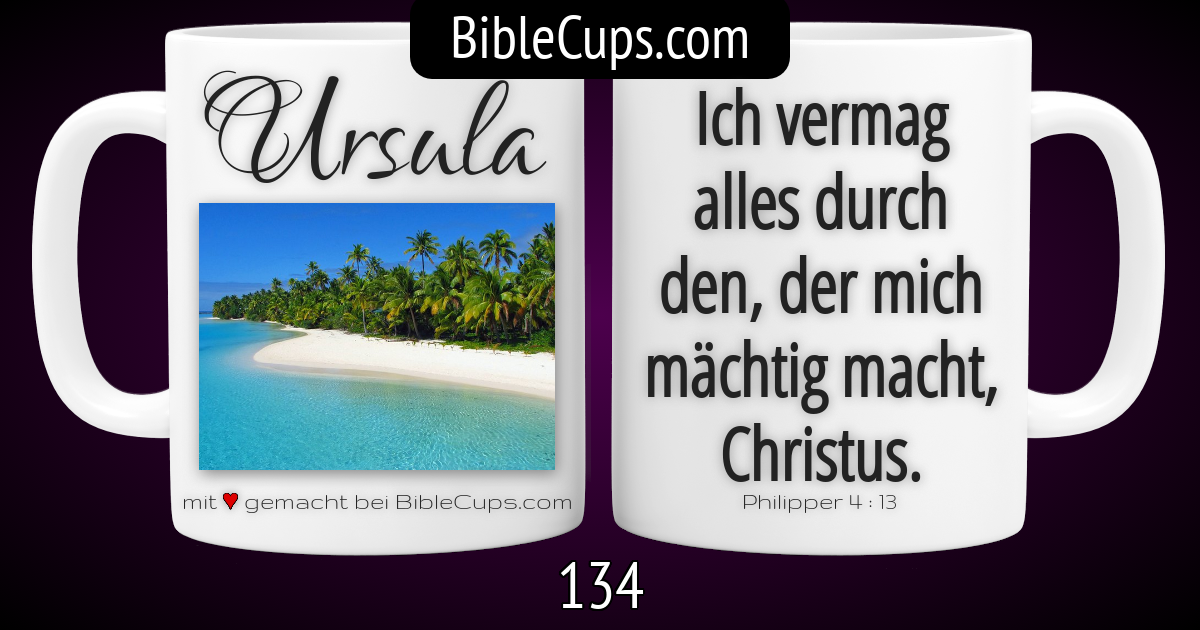 BibleCups.com
Ursula
mit ♥ gemacht bei BibleCups.com
Ich vermag
alles durch
den, der mich
mächtig macht,
Christus.
Philipper 4 : 13
134